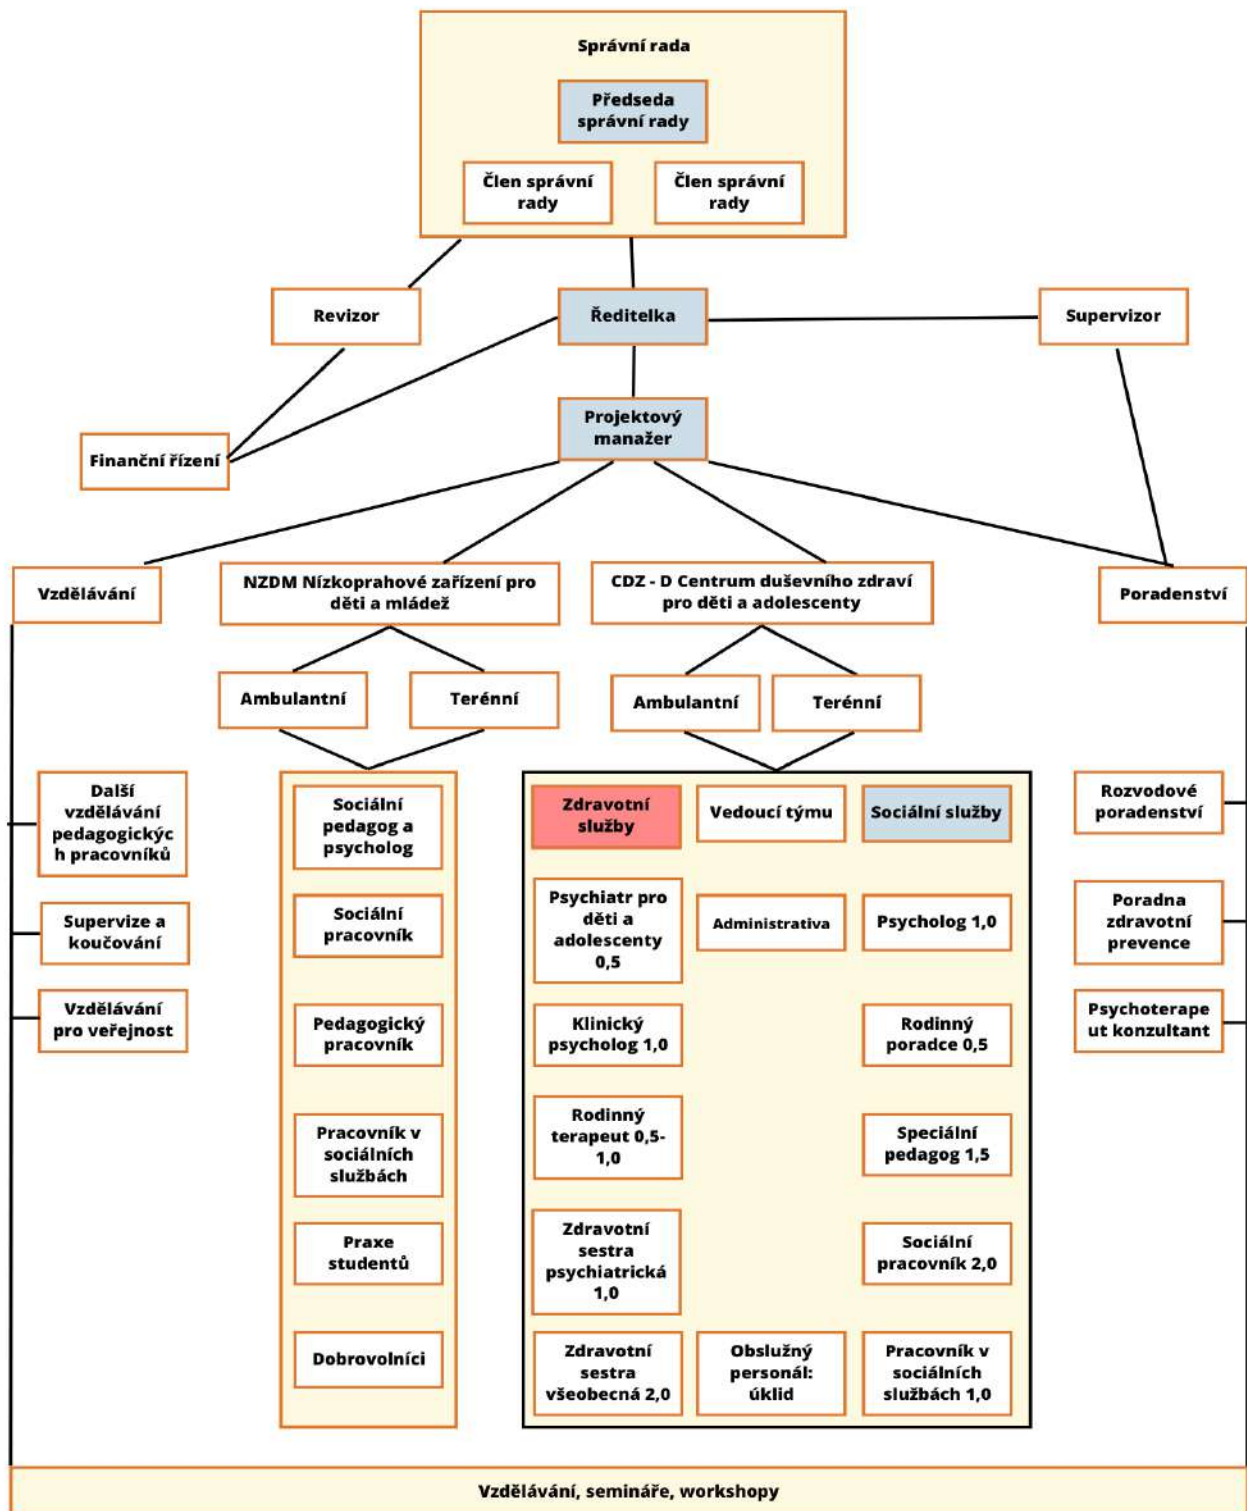 Správní rada
Předseda
správní rady
Člen správní
rady
Člen správní
rady
Revizor
Ředitelka
Supervizor
Projektový
manažer
Finanční řízení
Vzdělávání
NZDM Nízkoprahové zařízení pro
děti a mládež
CDZ - D Centrum duševního zdraví
pro děti a adolescenty
Poradenství
Ambulantní
Terénní
Ambulantní
Terénní
Další
vzdělávání
pedagogickýc
h pracovníků
Supervize a
koučování
Vzdělávání
pro veřejnost
Sociální
pedagog a
psycholog
Sociální
pracovník
Pedagogický
pracovník
Pracovník v
sociálních
službách
Praxe
studentů
Dobrovolníci
Zdravotní
služby
Psychiatr pro
děti a
adolescenty
0,5
Klinický
psycholog 1,0
Rodinný
terapeut 0,5-
1,0
Zdravotní
sestra
psychiatrická
1,0
Zdravotní
sestra
všeobecná 2,0
Vedoucí týmu
Administrativa
Obslužný
personál:
úklid
Sociální služby
Psycholog 1,0
Rodinný
poradce 0,5
Speciální
pedagog 1,5
Sociální
pracovník 2,0
Pracovník v
sociálních
službách 1,0
Rozvodové
poradenství
Poradna
zdravotní
prevence
Psychoterape
ut konzultant
Vzdělávání, semináře, workshopy